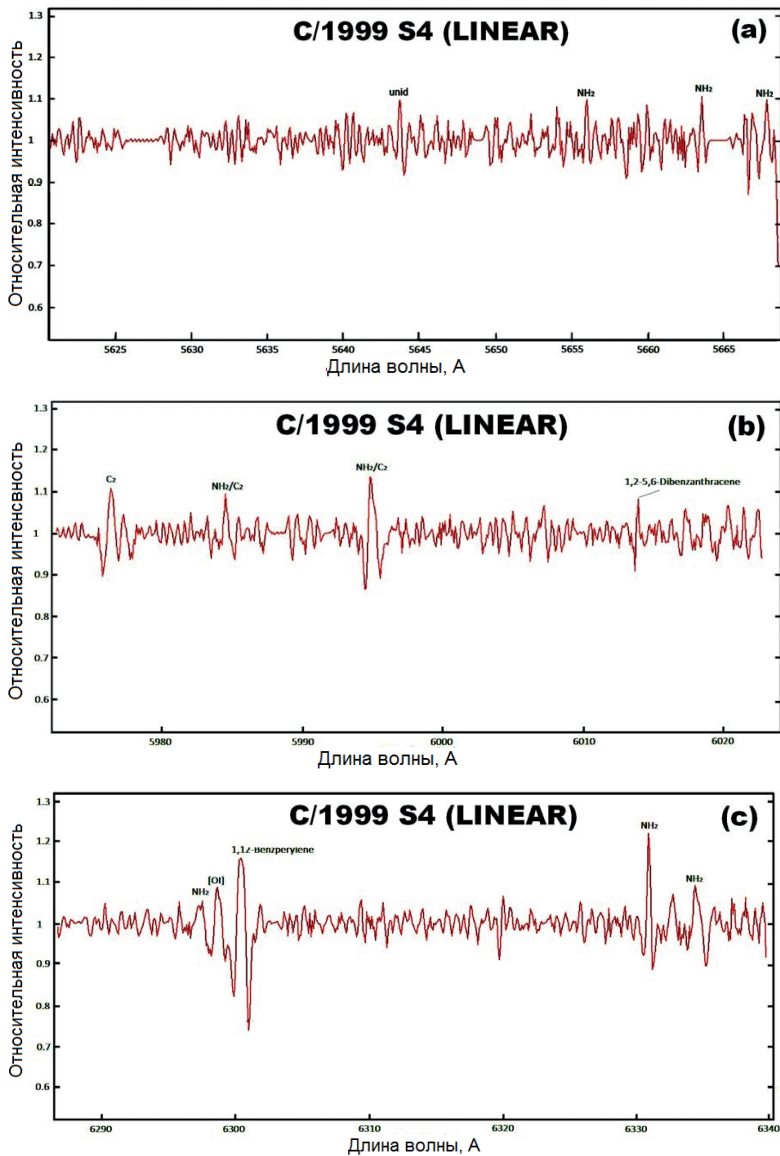 C/1999 S4 (LINEAR) (a)
Относительная интенсивность
1.3
1.2
1.1
1
0.9
0.8
0.7
0.6
unid NH₂ NH₂ NH₂
5625 5630 5635 5640 5645 5650 5655 5660 5665
Длина волны, А
C/1999 S4 (LINEAR) (b)
Относительная интенсвность
1.3
1.2
1.1
1
0.9
0.8
0.7
0.6
C₂ NH₂/C₂ NH₂/C₂ 1,2-5,6-Dibenzanthracene
5980 5990 6000 6010 6020
Длина волны, А
C/1999 S4 (LINEAR) (c)
Относительная интенсивность
1.3
1.2
1.1
1
0.9
0.8
0.7
0.6
NH₂ [OI] 1,12-Benzperylene NH₂ NH₂
6290 6300 6310 6320 6330 6340
Длина волны, А